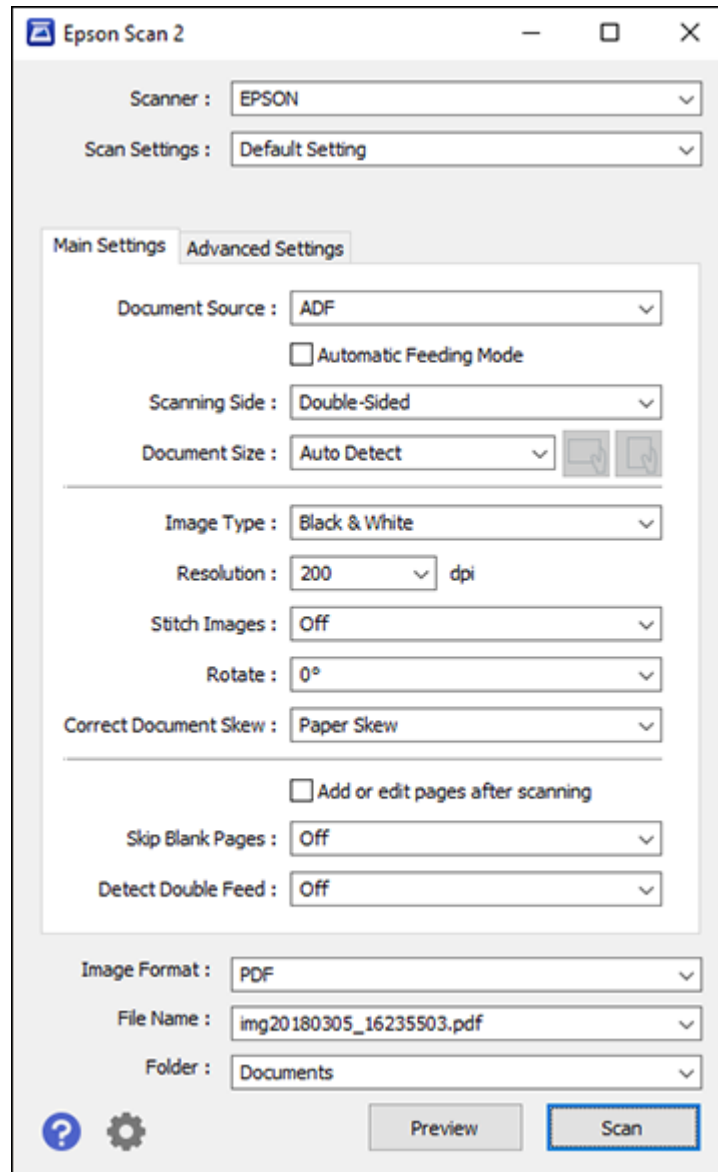 Epson Scan 2
Scanner : EPSON
Scan Settings : Default Setting
Main Settings Advanced Settings
Document Source : ADF
Automatic Feeding Mode
Scanning Side : Double-Sided
Document Size : Auto Detect
Image Type : Black & White
Resolution : 200 dpi
Stitch Images : Off
Rotate : 0°
Correct Document Skew : Paper Skew
Add or edit pages after scanning
Skip Blank Pages : Off
Detect Double Feed : Off
Image Format : PDF
File Name : img20180305_16235503.pdf
Folder : Documents
? Preview Scan